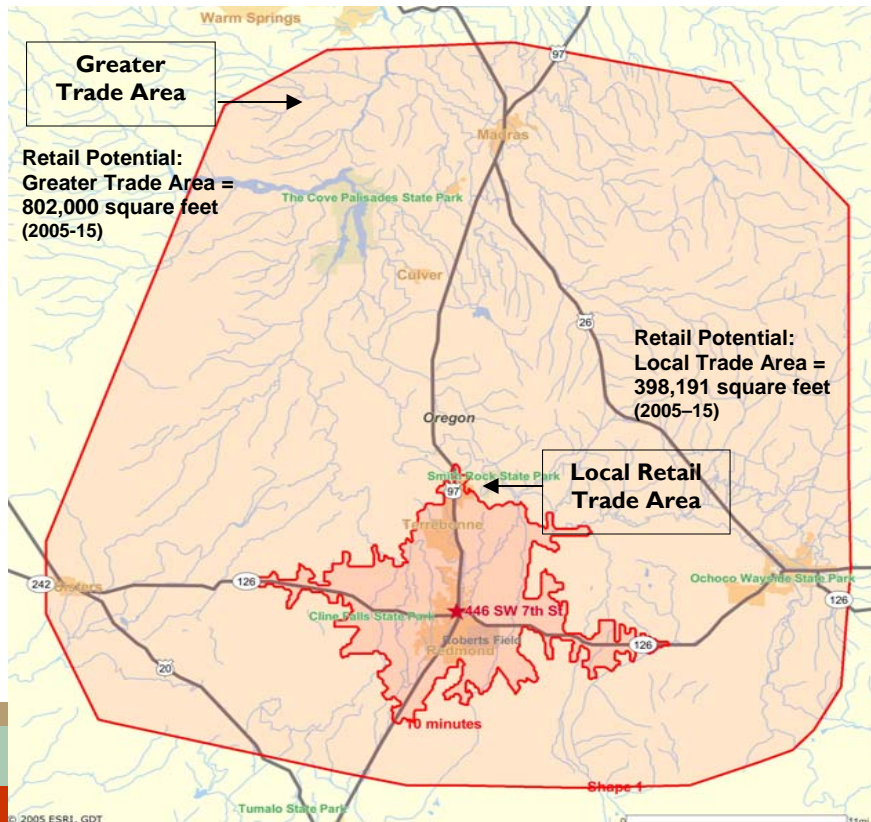 Warm Springs
97
Greater
Trade Area
Madras
Retail Potential:
Greater Trade Area =
802,000 square feet
(2005-15)
The Cove Palisades State Park
Culver
26
Retail Potential:
Local Trade Area =
398,191 square feet
(2005–15)
Oregon
Smith Rock State Park
Local Retail
Trade Area
97
Terrebonne
242
Sisters
126
Ochoco Wayside State Park
126
Cline Falls State Park
446 SW 7th St
Roberts Field
Redmond
126
20
10 minutes
Shape 1
Tumalo State Park
© 2005 ESRI, GDT
0
11mi